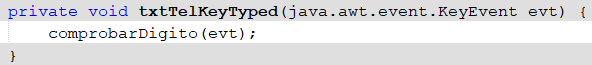 private void txtTelKeyTyped(java.awt.event.KeyEvent evt) {
    comprobarDigito(evt);
}